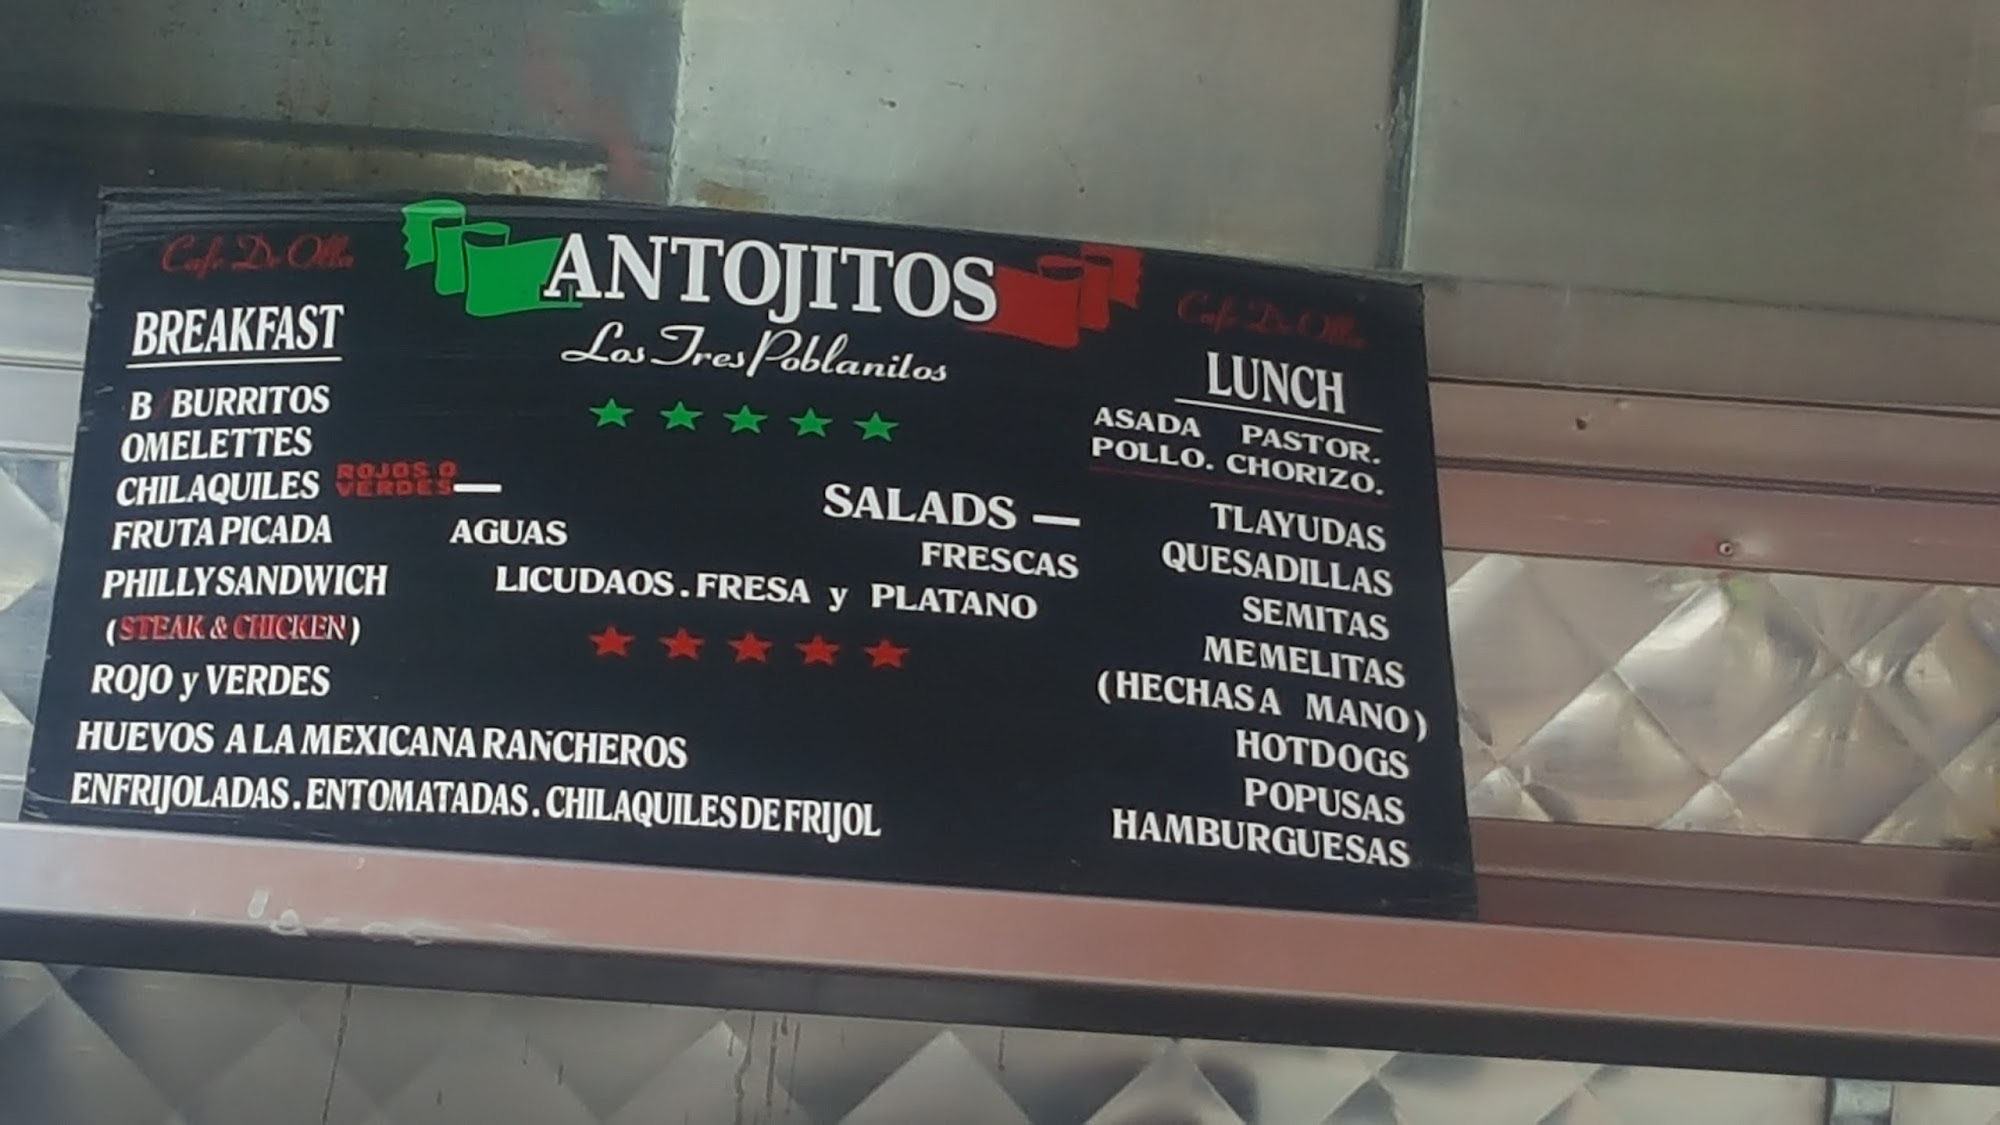 Cafe De Olla
ANTOJITOS
Los Tres Poblanitos
Cafe De Olla
BREAKFAST
B/BURRITOS
OMELETTES
CHILAQUILES ROJOS O VERDES —
FRUTA PICADA
PHILLY SANDWICH
(STEAK & CHICKEN)
ROJO y VERDES
HUEVOS A LA MEXICANA RANCHEROS
ENFRIJOLADAS . ENTOMATADAS . CHILAQUILES DE FRIJOL
SALADS —
AGUAS FRESCAS
LICUDAOS . FRESA y PLATANO
LUNCH
ASADA PASTOR.
POLLO. CHORIZO.
TLAYUDAS
QUESADILLAS
SEMITAS
MEMELITAS
(HECHAS A MANO)
HOTDOGS
POPUSAS
HAMBURGUESAS